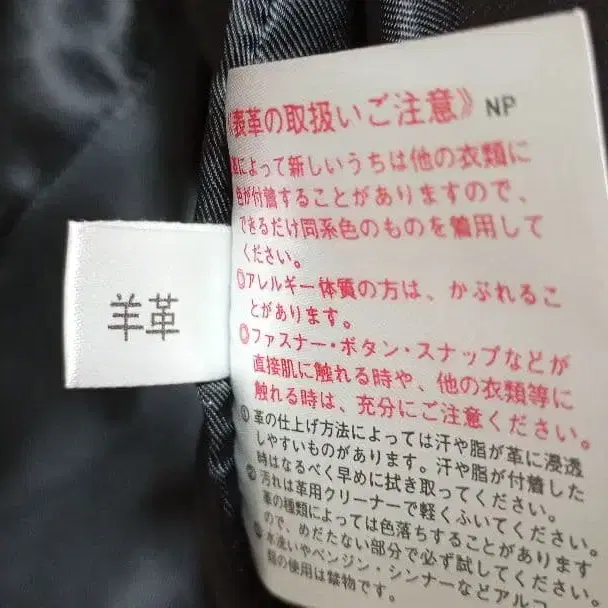 羊革
表革の取扱いご注意》 NP
によって新しいうちは他の衣類に
色が付着することがありますので、
できるだけ同系色のものを着用して
ください。
アレルギー体質の方は、かぶれるこ
とがあります。
ファスナー・ボタン・スナップなどが
直接肌に触れる時や、他の衣類等に
触れる時は、充分にご注意ください。
① 革の仕上げ方法によっては汗や脂が革に浸透
しやすいものがあります。汗や脂が付着した
時はなるべく早めに拭き取ってください。
② 汚れは革用クリーナーで軽くふいてください。
革の種類によっては色落ちすることがあります
ので、めだたない部分で必ず試してください。
水洗いやベンジン・シンナーなどアルコ
類の使用は禁物です。